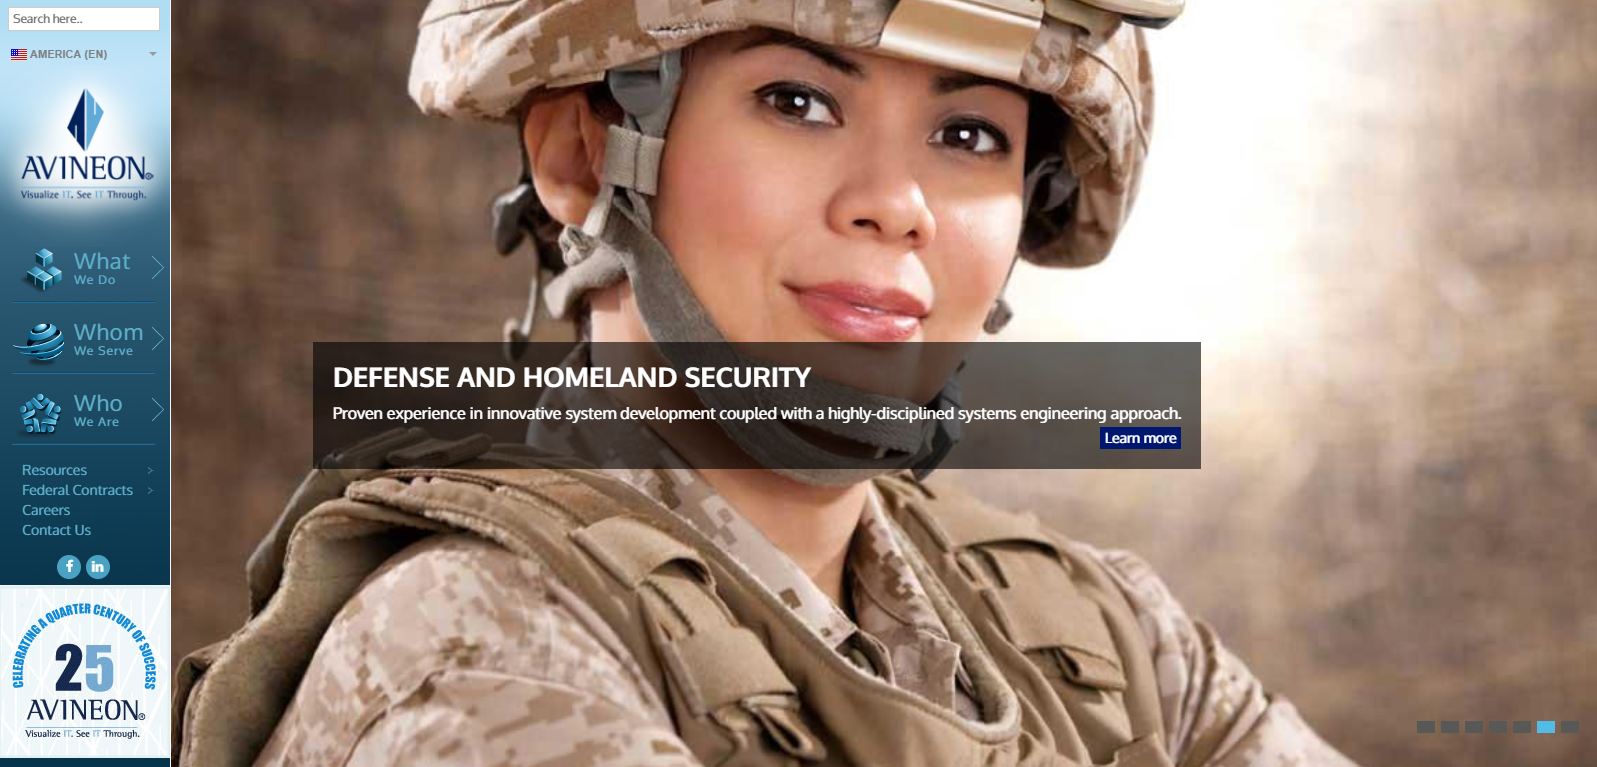 Search here..
AMERICA (EN)
AVINEON®
Visualize IT. See IT Through.
What
We Do
Whom
We Serve
Who
We Are
Resources
Federal Contracts
Careers
Contact Us
f in
CELEBRATING A QUARTER CENTURY OF SUCCESS
25
AVINEON®
Visualize IT. See IT Through.
DEFENSE AND HOMELAND SECURITY
Proven experience in innovative system development coupled with a highly-disciplined systems engineering approach.
Learn more